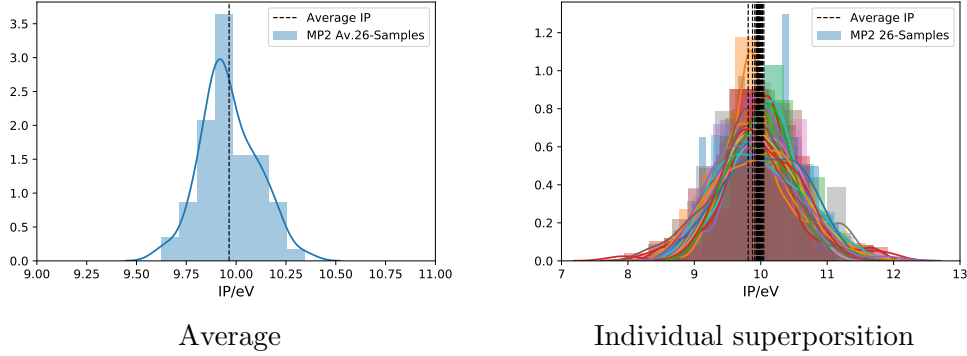 3.5
3.0
2.5
2.0
1.5
1.0
0.5
0.0
9.00 9.25 9.50 9.75 10.00 10.25 10.50 10.75 11.00
IP/eV
Average IP
MP2 Av.26-Samples
Average
1.2
1.0
0.8
0.6
0.4
0.2
0.0
7 8 9 10 11 12 13
IP/eV
Average IP
MP2 26-Samples
Individual superporsition